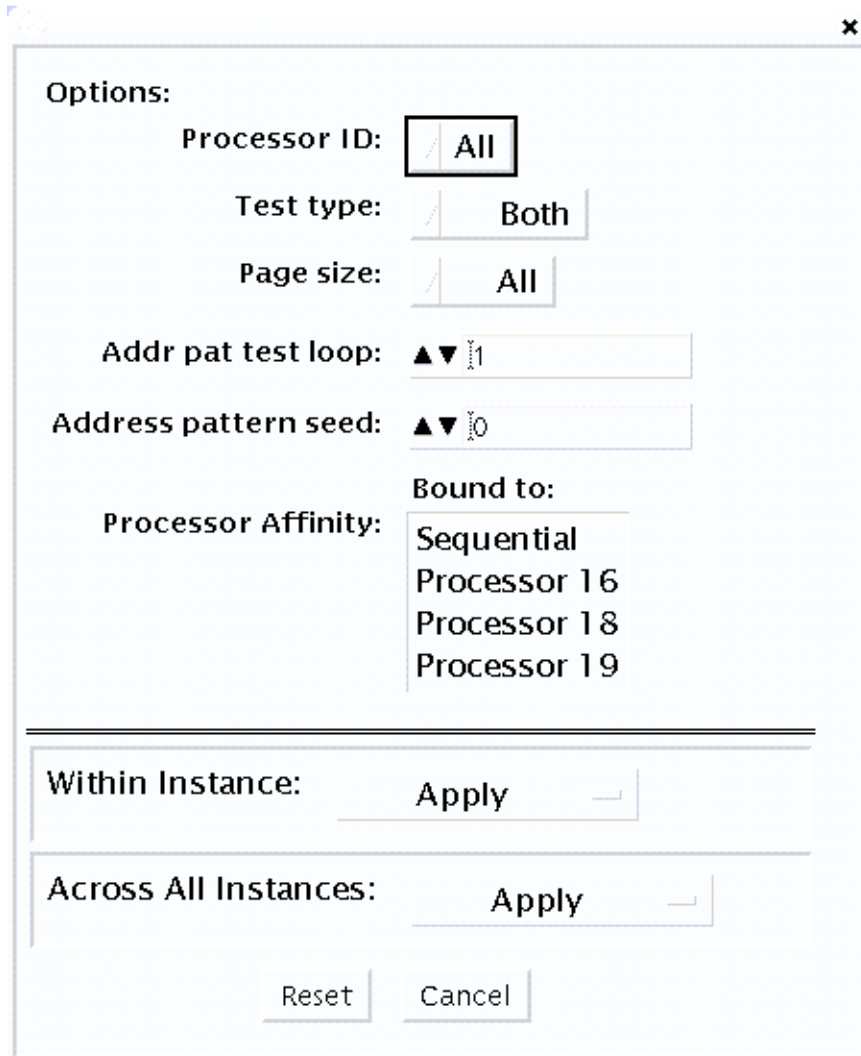 Options:
Processor ID: All
Test type: Both
Page size: All
Addr pat test loop: 1
Address pattern seed: 0
Bound to:
Processor Affinity:
Sequential
Processor 16
Processor 18
Processor 19
Within Instance: Apply
Across All Instances: Apply
Reset Cancel